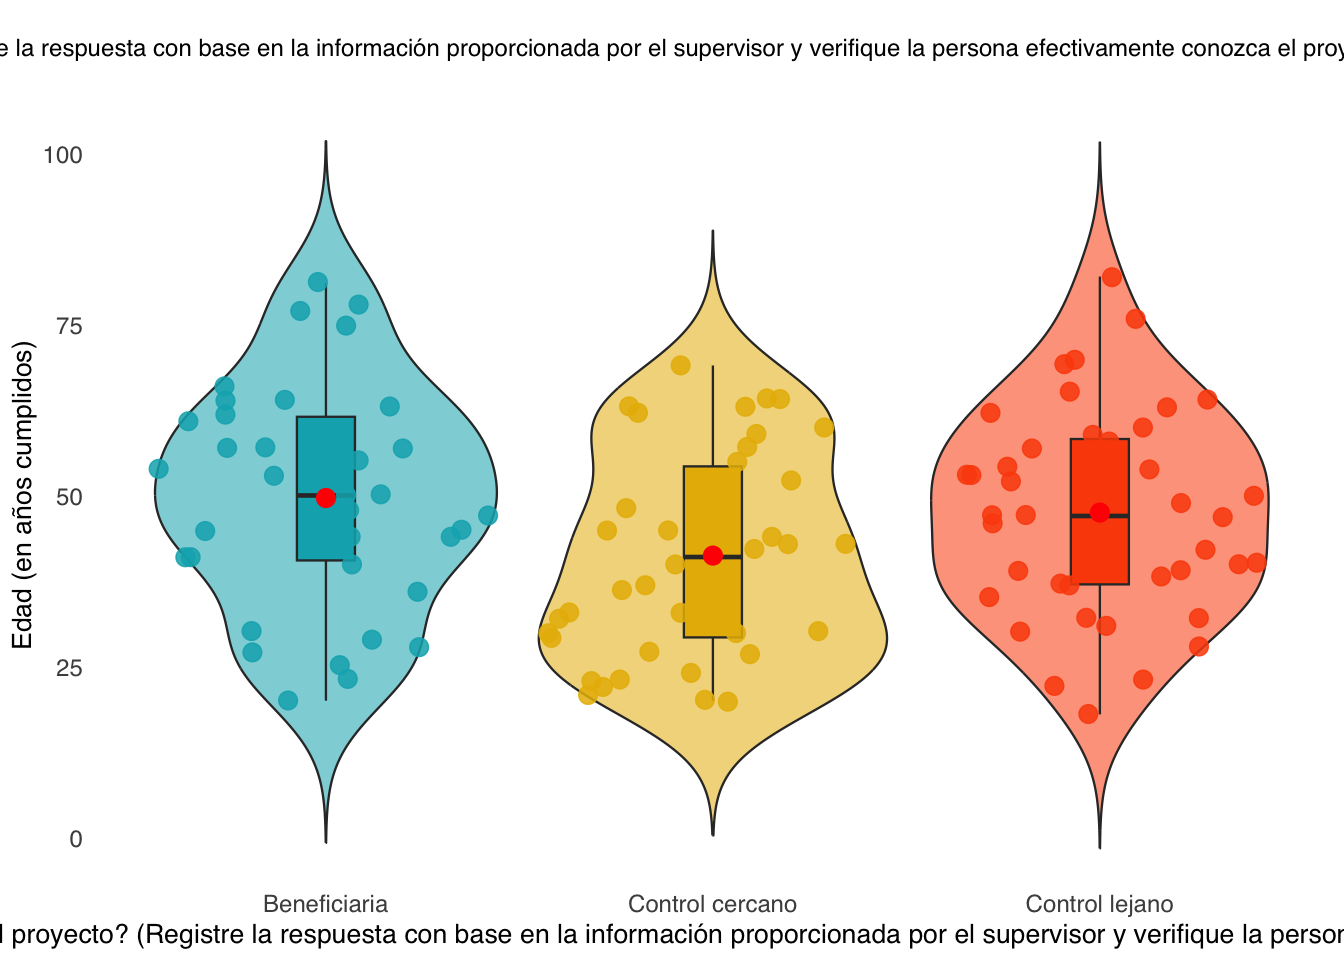 la respuesta con base en la información proporcionada por el supervisor y verifique la persona efectivamente conozca el
Edad (en años cumplidos)
100
75
50
25
0
Beneficiaria Control cercano Control lejano
proyecto? (Registre la respuesta con base en la información proporcionada por el supervisor y verifique la